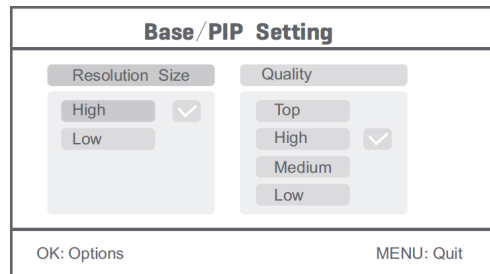 Base/PIP Setting
Resolution Size
High
Low
Quality
Top
High
Medium
Low
OK: Options
MENU: Quit